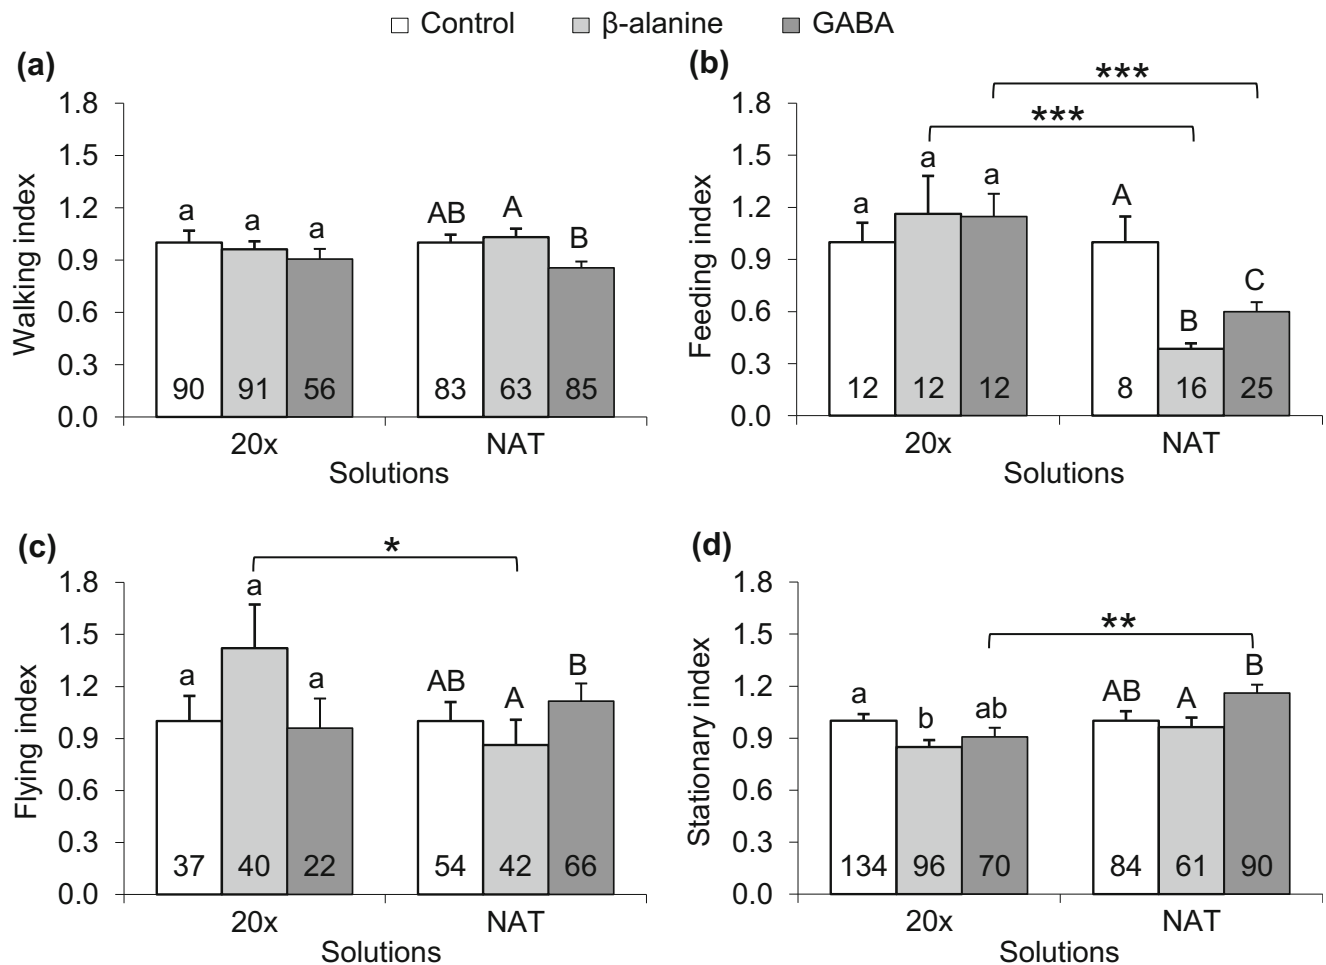 Control β-alanine GABA
(a)
1.8
1.5
1.2
0.9
0.6
0.3
0.0
Walking index
a a a AB A B
90 91 56 83 63 85
20x NAT
Solutions
(b)
*** 
***
1.8
1.5
1.2
0.9
0.6
0.3
0.0
Feeding index
a a a A B C
12 12 12 8 16 25
20x NAT
Solutions
(c)
*
1.8
1.5
1.2
0.9
0.6
0.3
0.0
Flying index
a a a AB A B
37 40 22 54 42 66
20x NAT
Solutions
(d)
**
1.8
1.5
1.2
0.9
0.6
0.3
0.0
Stationary index
a b ab AB A B
134 96 70 84 61 90
20x NAT
Solutions